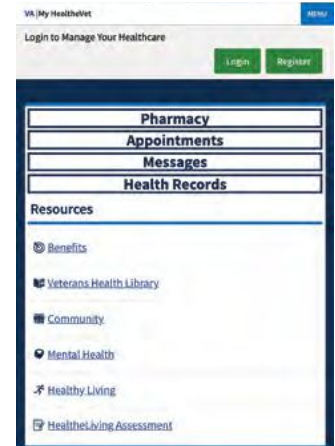 VA | My HealtheVet
MENU
Login to Manage Your Healthcare
Login Register
Pharmacy
Appointments
Messages
Health Records
Resources
Benefits
Veterans Health Library
Community
Mental Health
Healthy Living
HealtheLiving Assessment